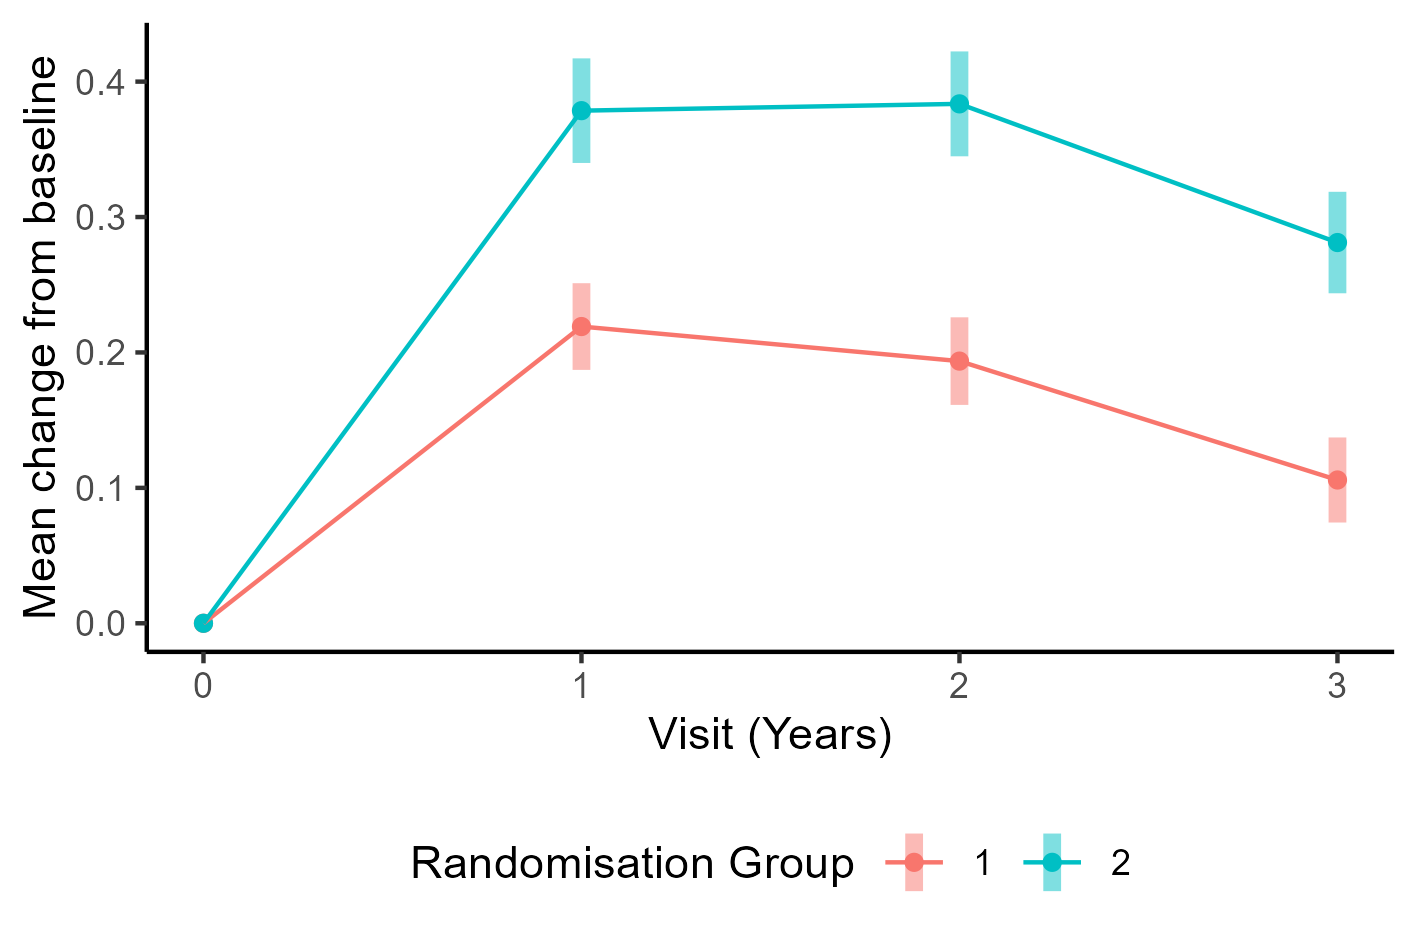 Mean change from baseline
0.4
0.3
0.2
0.1
0.0
0 1 2 3
Visit (Years)
Randomisation Group 1 2